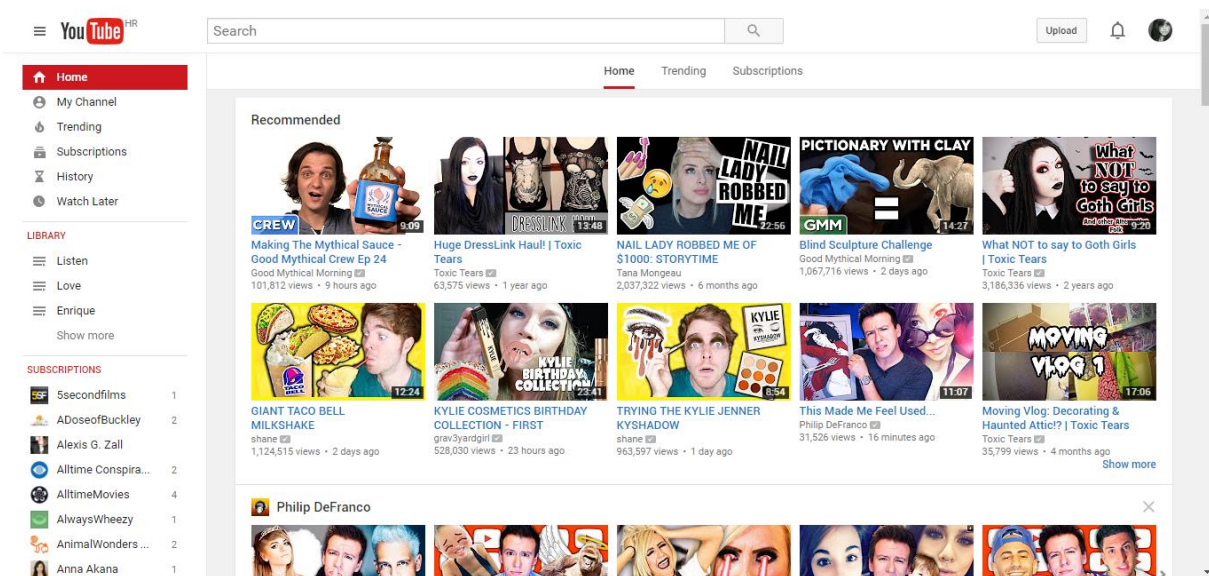 YouTube HR
Search
Upload
Home
My Channel
Trending
Subscriptions
History
Watch Later
LIBRARY
Listen
Love
Enrique
Show more
SUBSCRIPTIONS
5secondfilms 1
ADoseofBuckley 2
Alexis G. Zall
Alltime Conspira... 2
AlltimeMovies 4
AlwaysWheezy 1
AnimalWonders ... 2
Anna Akana 1
Home Trending Subscriptions
Recommended
MYTHICAL
SAUCE
CREW 9:09
Making The Mythical Sauce -
Good Mythical Crew Ep 24
Good Mythical Morning
101,812 views • 9 hours ago
DRESSLINK 13:48
Huge DressLink Haul! | Toxic
Tears
Toxic Tears
63,575 views • 1 year ago
NAIL
LADY
ROBBED
ME. 22:56
NAIL LADY ROBBED ME OF
$1000: STORYTIME
Tana Mongeau
2,037,322 views • 6 months ago
PICTIONARY WITH CLAY
=
GMM 14:27
Blind Sculpture Challenge
Good Mythical Morning
1,067,716 views • 2 days ago
What
NOT
to say to
Goth Girls
And other Alternative
Folk 9:20
What NOT to say to Goth Girls
| Toxic Tears
Toxic Tears
3,186,336 views • 2 years ago
TACO
BELL
12:24
GIANT TACO BELL
MILKSHAKE
shane
1,124,515 views • 2 days ago
KYLIE
KYLIE
BIRTHDAY
COLLECTION 23:41
KYLIE COSMETICS BIRTHDAY
COLLECTION - FIRST
grav3yardgirl
528,030 views • 23 hours ago
KYLIE
KYSHADOW
8:54
TRYING THE KYLIE JENNER
KYSHADOW
shane
963,597 views • 1 day ago
11:07
This Made Me Feel Used...
Philip DeFranco
31,526 views • 16 minutes ago
MOVING
VLOG 1
17:06
Moving Vlog: Decorating &
Haunted Attic!? | Toxic Tears
Toxic Tears
35,799 views • 4 months ago
Show more
Philip DeFranco